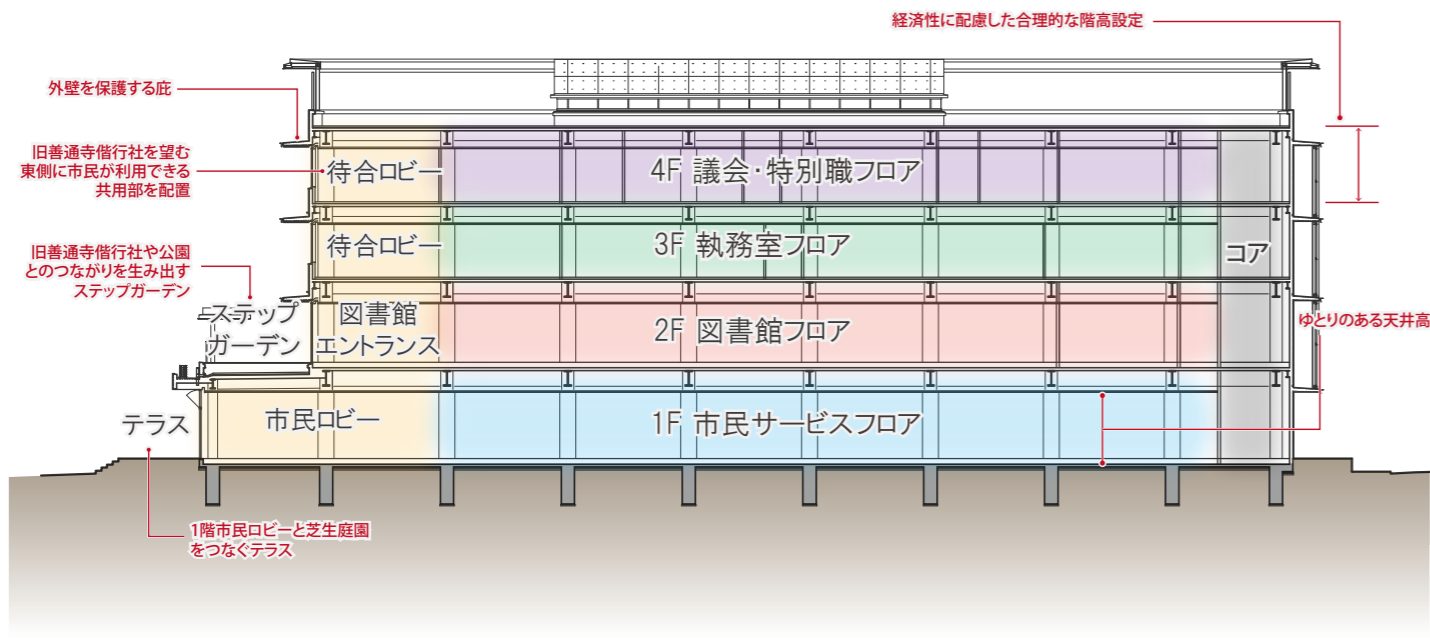 経済性に配慮した合理的な階高設定
外壁を保護する庇
旧善通寺偕行社を望む
東側に市民が利用できる
共用部を配置
待合ロビー
4F 議会・特別職フロア
待合ロビー
3F 執務室フロア
コア
旧善通寺偕行社や公園
とのつながりを生み出す
ステップガーデン
ステップ
ガーデン
図書館
エントランス
2F 図書館フロア
ゆとりのある天井高
テラス
市民ロビー
1F 市民サービスフロア
1階市民ロビーと芝生庭園
をつなぐテラス